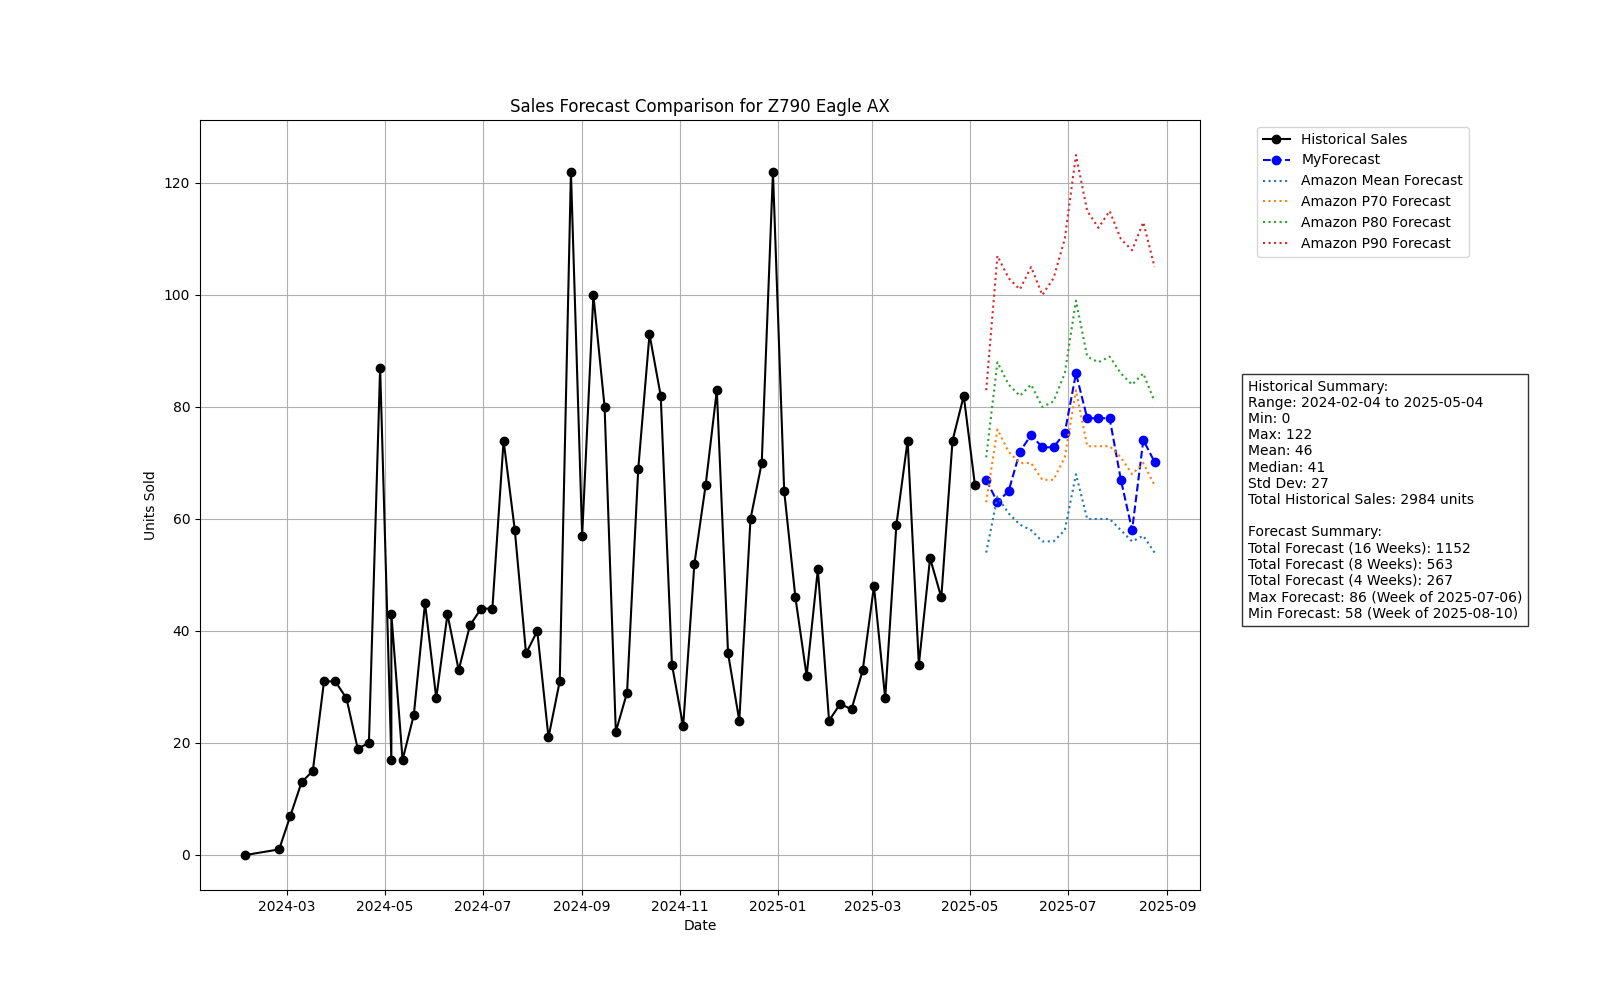 Sales Forecast Comparison for Z790 Eagle AX
Units Sold
120
100
80
60
40
20
0
2024-03
2024-05
2024-07
2024-09
2024-11
2025-01
2025-03
2025-05
2025-07
2025-09
Date
Historical Sales
MyForecast
Amazon Mean Forecast
Amazon P70 Forecast
Amazon P80 Forecast
Amazon P90 Forecast
Historical Summary:
Range: 2024-02-04 to 2025-05-04
Min: 0
Max: 122
Mean: 46
Median: 41
Std Dev: 27
Total Historical Sales: 2984 units
Forecast Summary:
Total Forecast (16 Weeks): 1152
Total Forecast (8 Weeks): 563
Total Forecast (4 Weeks): 267
Max Forecast: 86 (Week of 2025-07-06)
Min Forecast: 58 (Week of 2025-08-10)